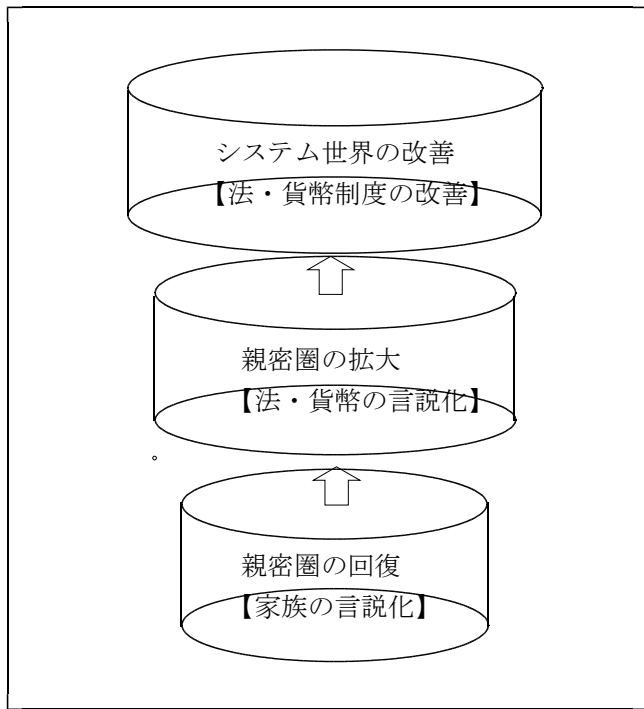 システム世界の改善
【法・貨幣制度の改善】
親密圏の拡大
【法・貨幣の言説化】
。
親密圏の回復
【家族の言説化】